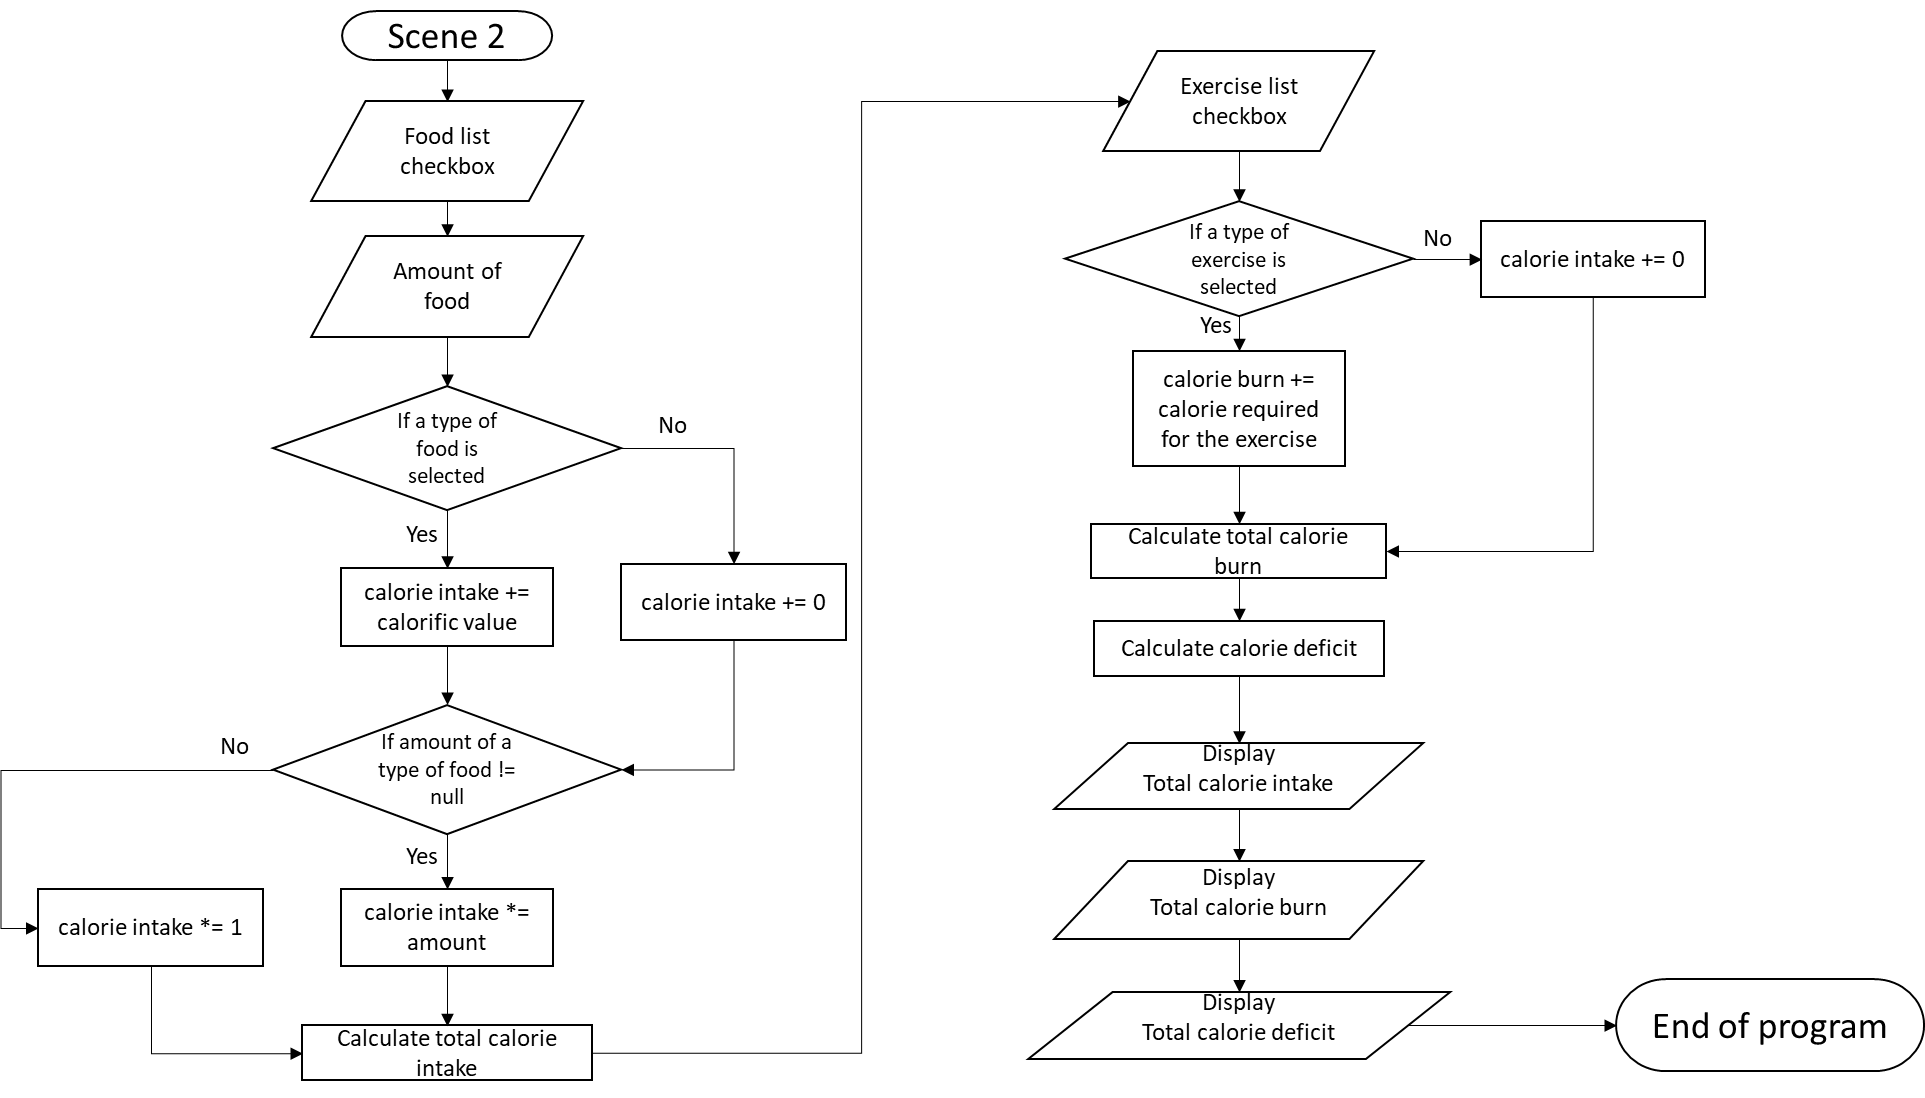 Scene 2
Food list
checkbox
Amount of
food
If a type of
food is
selected
No
Yes
calorie intake +=
calorific value
calorie intake += 0
If amount of a
type of food !=
null
No
Yes
calorie intake *= 1
calorie intake *=
amount
Calculate total calorie
intake
Exercise list
checkbox
If a type of
exercise is
selected
No
calorie intake += 0
Yes
calorie burn +=
calorie required
for the exercise
Calculate total calorie
burn
Calculate calorie deficit
Display
Total calorie intake
Display
Total calorie burn
Display
Total calorie deficit
End of program